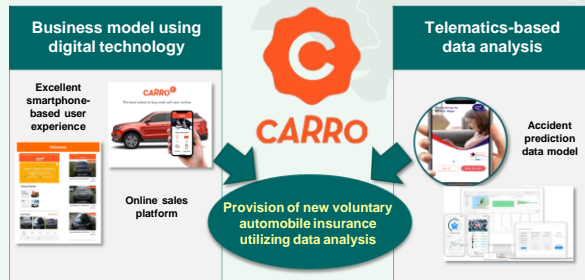 Business model using
digital technology
Excellent
smartphone-
based user
experience
CARRO
The best place to buy and sell cars online
Online sales
platform
C
CARRO
Telematics-based
data analysis
Accident
prediction
data model
Provision of new voluntary
automobile insurance
utilizing data analysis